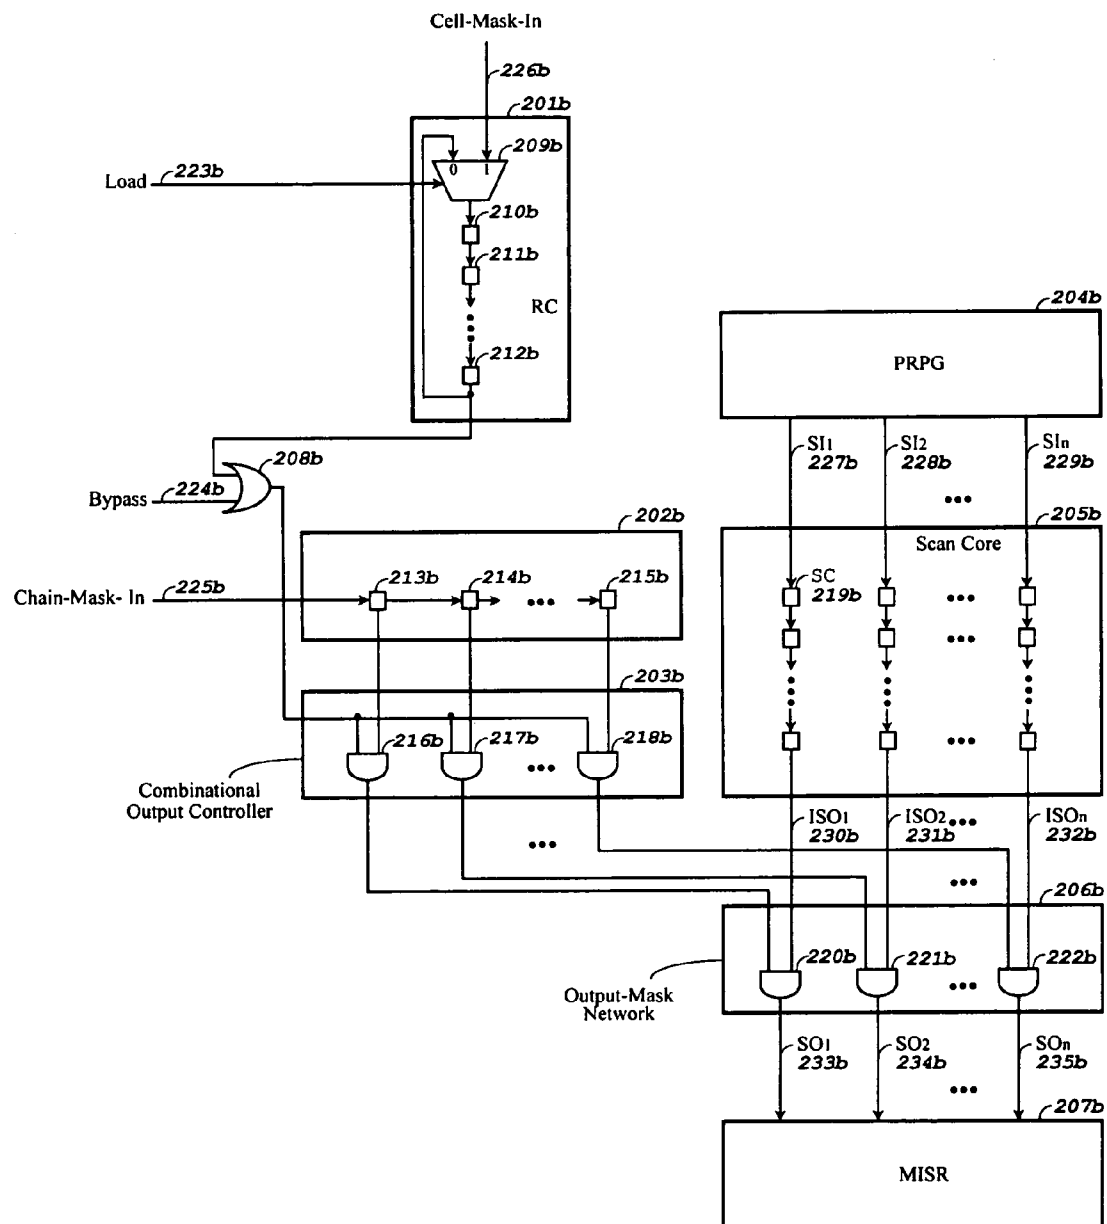 Cell-Mask-In
226b
201b
209b
0 1
Load
223b
210b
211b
RC
212b
204b
PRPG
208b
Bypass
224b
SI1
227b
SI2
228b
SIn
229b
202b
205b
Scan Core
Chain-Mask- In
225b
213b
214b
215b
SC
219b
203b
216b
217b
218b
Combinational
Output Controller
ISO1
230b
ISO2
231b
ISOn
232b
206b
220b
221b
222b
Output-Mask
Network
SO1
233b
SO2
234b
SOn
235b
207b
MISR